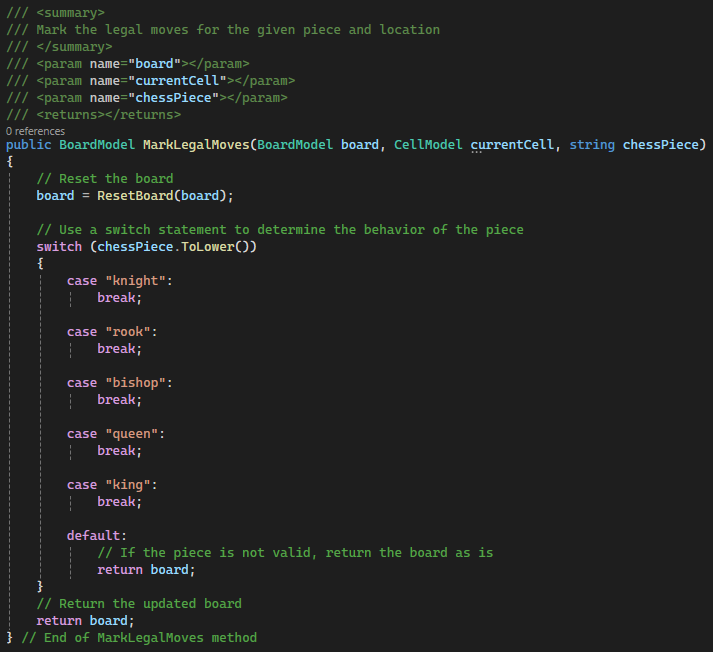 /// <summary>
/// Mark the legal moves for the given piece and location
/// </summary>
/// <param name="board"></param>
/// <param name="currentCell"></param>
/// <param name="chessPiece"></param>
/// <returns></returns>
0 references
public BoardModel MarkLegalMoves(BoardModel board, CellModel currentCell, string chessPiece)
{
    // Reset the board
    board = ResetBoard(board);

    // Use a switch statement to determine the behavior of the piece
    switch (chessPiece.ToLower())
    {
        case "knight":
            break;

        case "rook":
            break;

        case "bishop":
            break;

        case "queen":
            break;

        case "king":
            break;

        default:
            // If the piece is not valid, return the board as is
            return board;
    }
    // Return the updated board
    return board;
} // End of MarkLegalMoves method